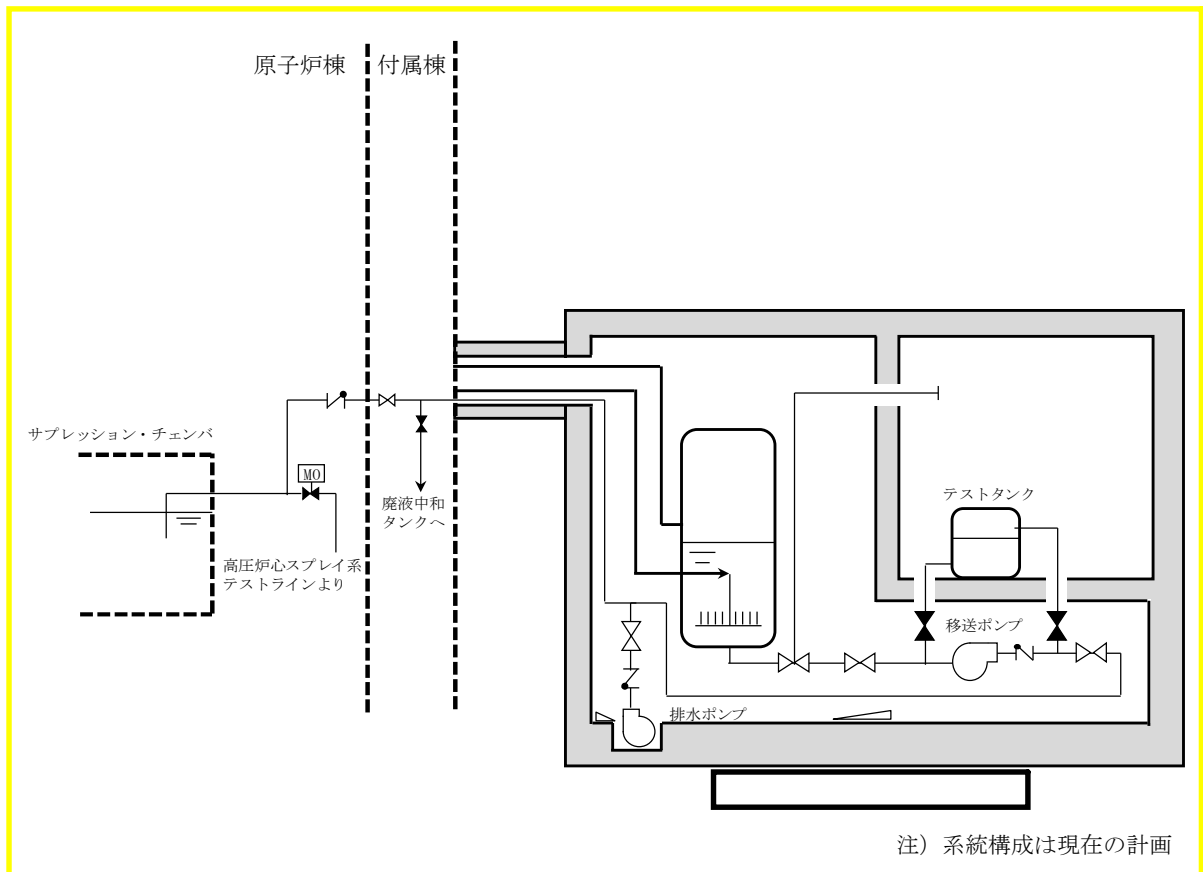 原子炉棟
付属棟
サプレッション・チェンバ
MO
高圧炉心スプレイ系
テストラインより
廃液中和
タンクへ
テストタンク
移送ポンプ
排水ポンプ
注）系統構成は現在の計画